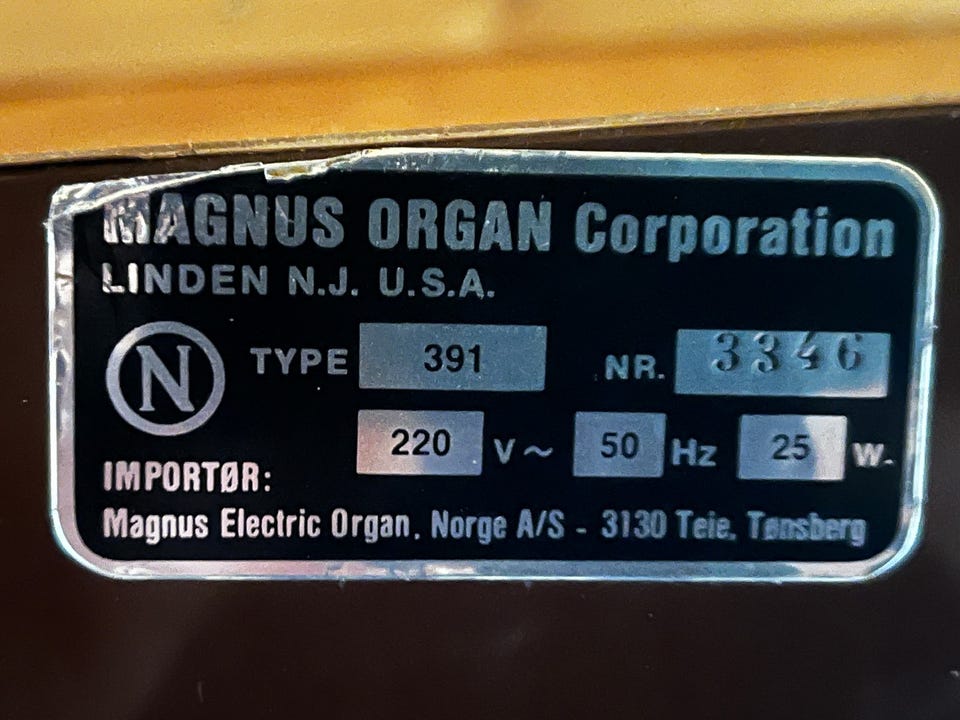 MAGNUS ORGAN Corporation
LINDEN N.J. U.S.A.
N TYPE 391 NR. 3346
220 V~ 50 Hz 25 W.
IMPORTØR:
Magnus Electric Organ, Norge A/S - 3130 Teie, Tønsberg